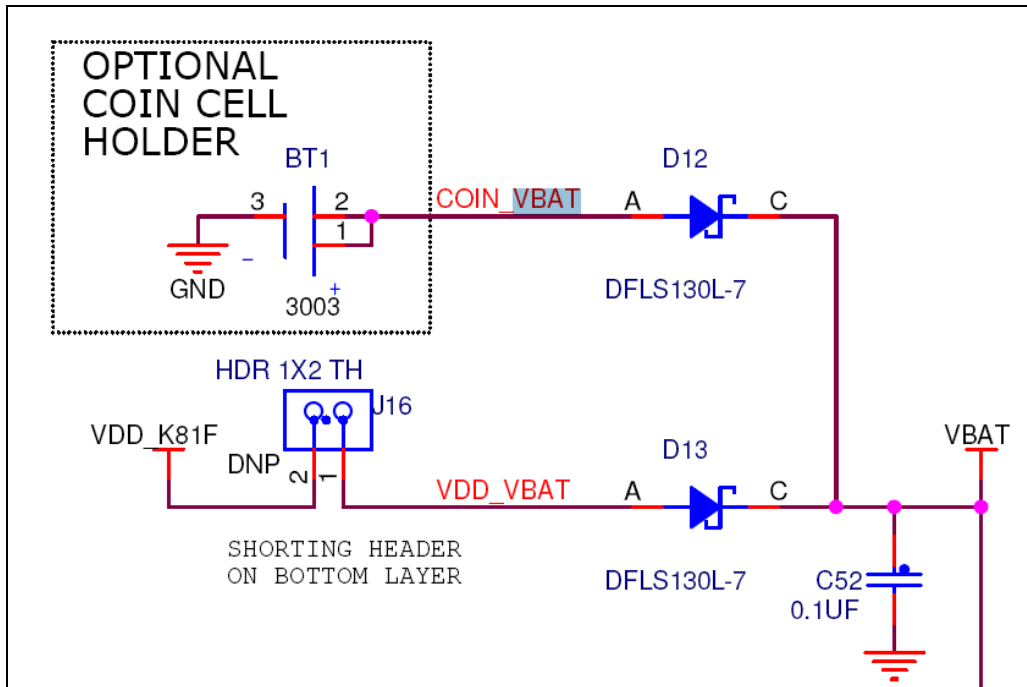 OPTIONAL
COIN CELL
HOLDER
BT1
3
2
1
−
+
GND
3003
COIN_VBAT
D12
A
C
DFLS130L-7
HDR 1X2 TH
J16
VDD_K81F
DNP
2
1
VDD_VBAT
D13
A
C
VBAT
SHORTING HEADER
ON BOTTOM LAYER
DFLS130L-7
C52
0.1UF